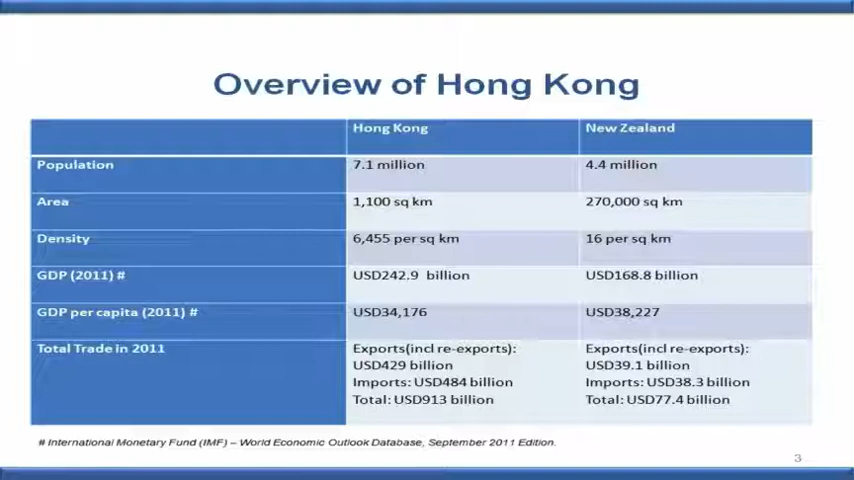 Overview of Hong Kong
Hong Kong New Zealand
Population 7.1 million 4.4 million
Area 1,100 sq km 270,000 sq km
Density 6,455 per sq km 16 per sq km
GDP (2011) # USD242.9 billion USD168.8 billion
GDP per capita (2011) # USD34,176 USD38,227
Total Trade in 2011 Exports(incl re-exports): Exports(incl re-exports):
USD429 billion USD39.1 billion
Imports: USD484 billion Imports: USD38.3 billion
Total: USD913 billion Total: USD77.4 billion
# International Monetary Fund (IMF) – World Economic Outlook Database, September 2011 Edition.
3